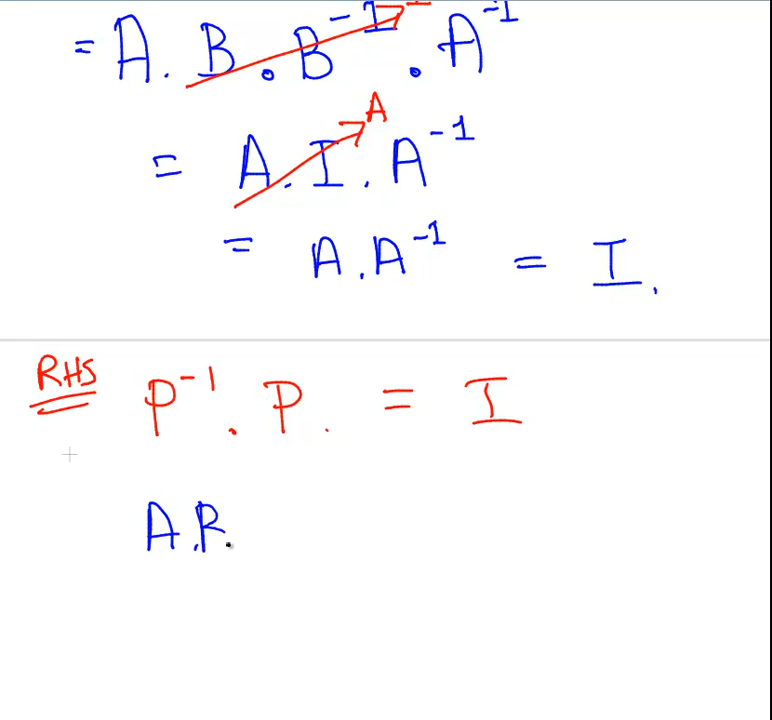 = A . B . B⁻¹ . A⁻¹
= A . I . A⁻¹ A
= A . A⁻¹ = I .
RHS P⁻¹ . P . = I
A .